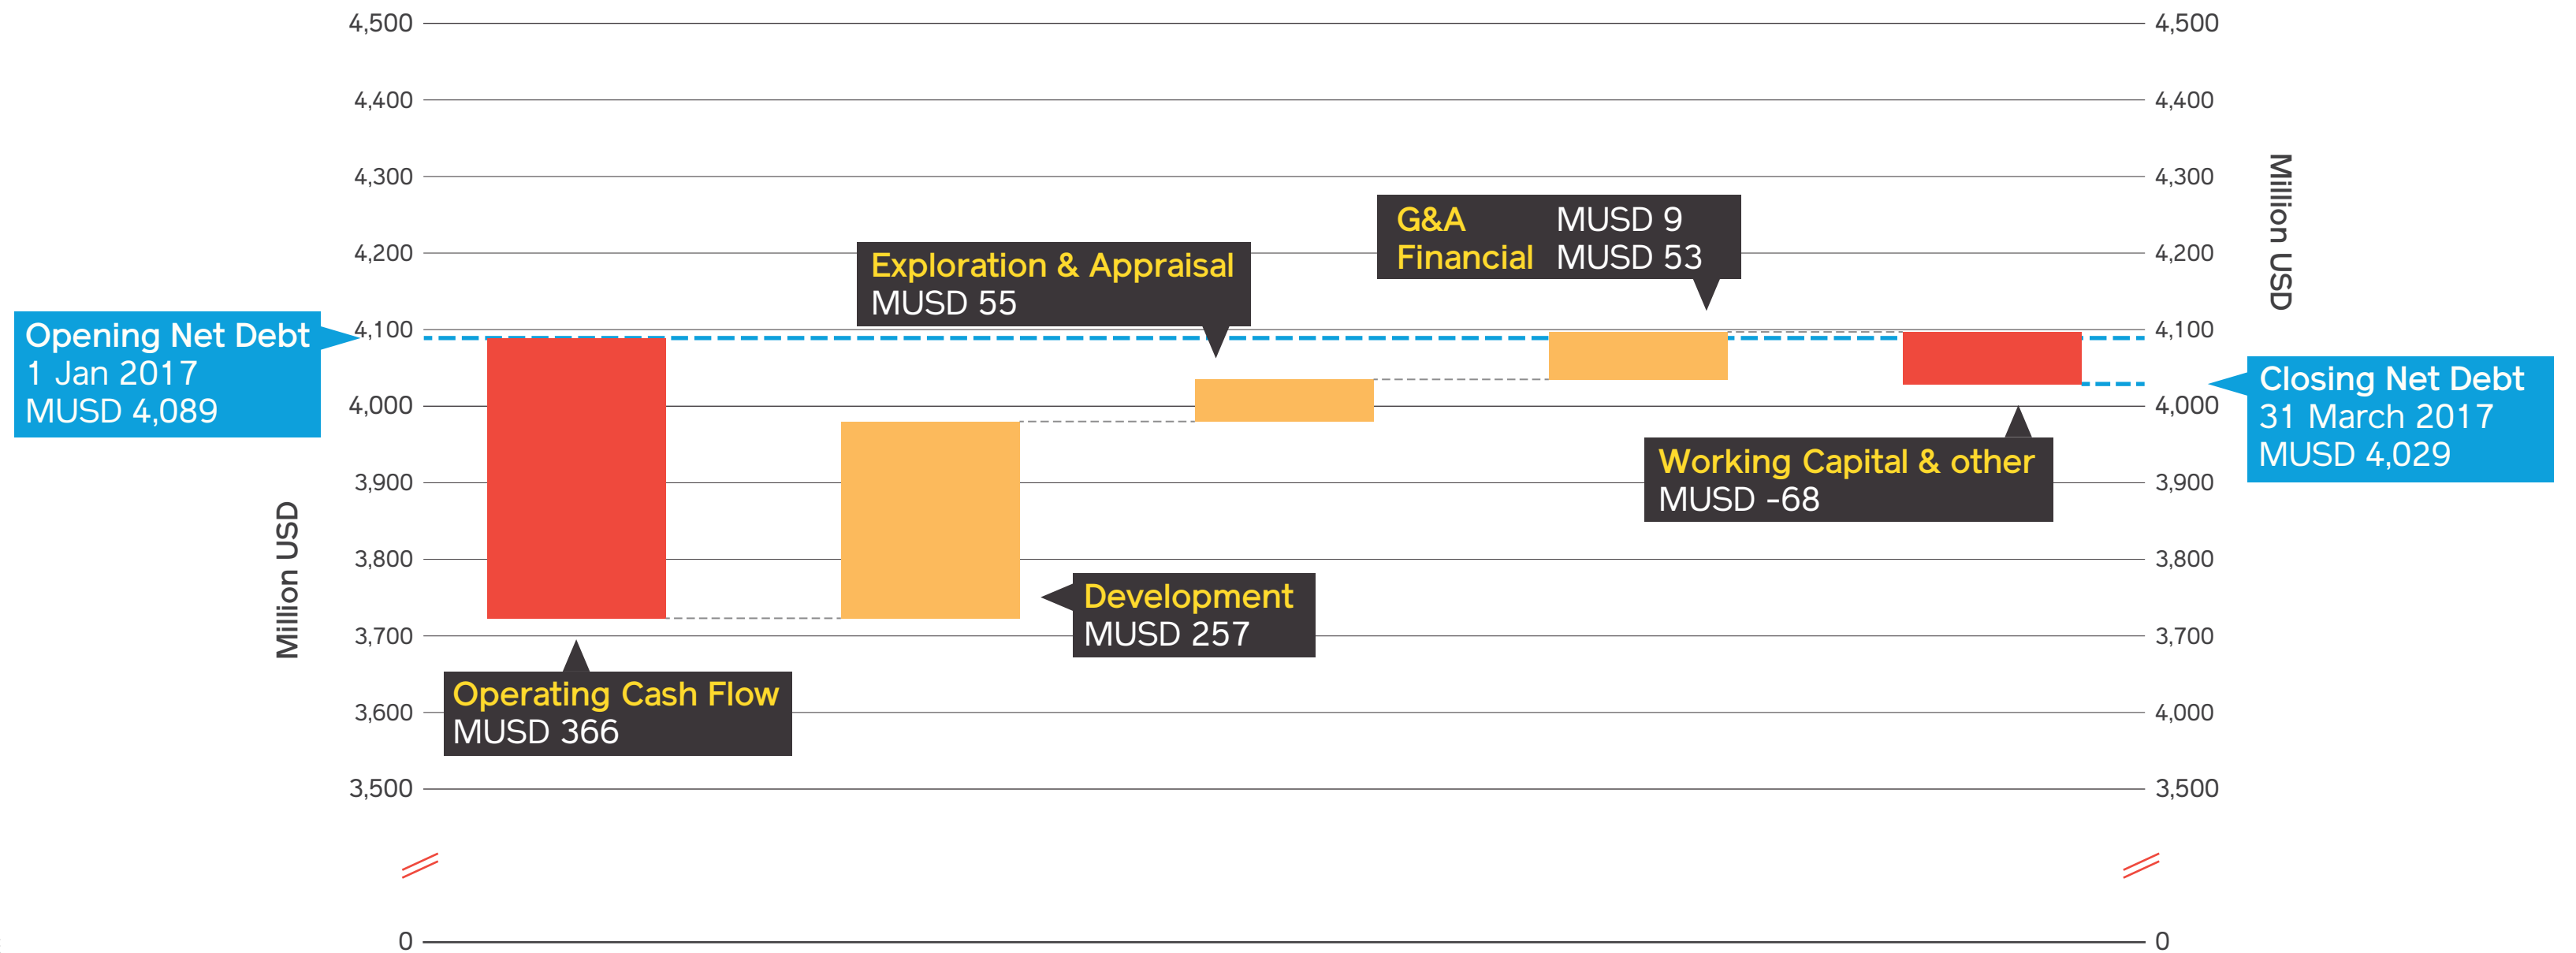 4,500
4,400
4,300
4,200
4,100
4,000
3,900
3,800
3,700
3,600
3,500
0
Million USD
Opening Net Debt
1 Jan 2017
MUSD 4,089
Operating Cash Flow
MUSD 366
Development
MUSD 257
Exploration & Appraisal
MUSD 55
G&A MUSD 9
Financial MUSD 53
Working Capital & other
MUSD -68
4,500
4,400
4,300
4,200
4,100
4,000
3,900
3,800
3,700
4,000
3,500
0
Million USD
Closing Net Debt
31 March 2017
MUSD 4,029